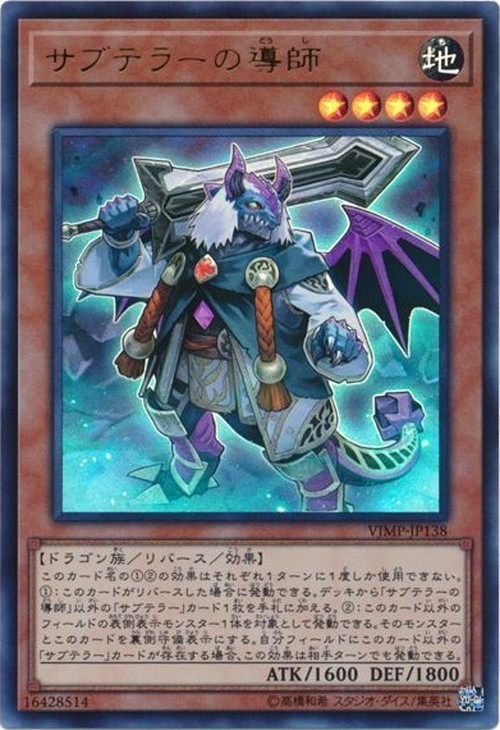 サブテラーの導師
地
VJMP-JP138
【ドラゴン族／リバース／効果】
このカード名の①②の効果はそれぞれ1ターンに1度しか使用できない。
①：このカードがリバースした場合に発動できる。デッキから「サブテラーの
導師」以外の「サブテラー」カード1枚を手札に加える。②：このカード以外の
フィールドの表側表示モンスター1体を対象として発動できる。そのモンスター
とこのカードを裏側守備表示にする。自分フィールドにこのカード以外の
「サブテラー」カードが存在する場合、この効果は相手ターンでも発動できる。
ATK/1600 DEF/1800
16428514
©高橋和希 スタジオ・ダイス/集英社